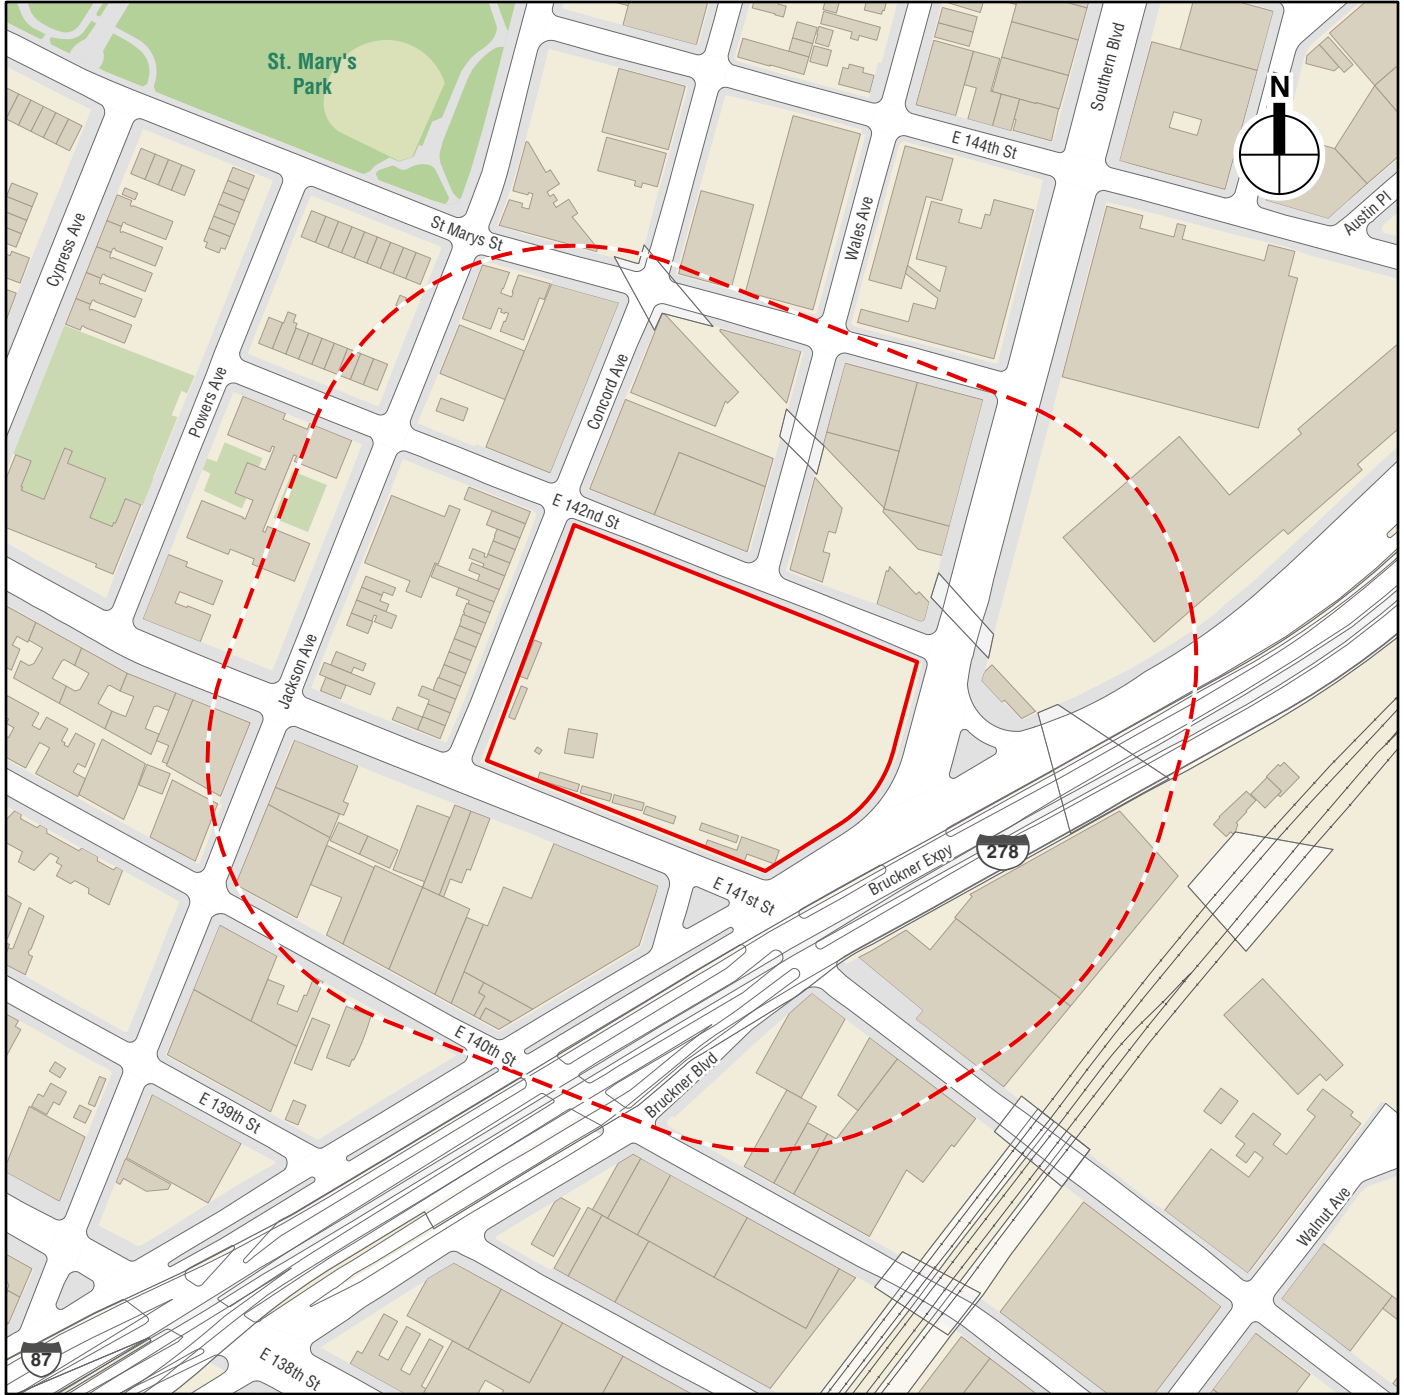 St. Mary's
Park
Southern Blvd
N
E 144th St
Austin Pl
Cypress Ave
St Marys St
Wales Ave
Powers Ave
Concord Ave
E 142nd St
Jackson Ave
Bruckner Expy
278
E 141st St
E 140th St
Bruckner Blvd
E 139th St
Walnut Ave
87
E 138th St